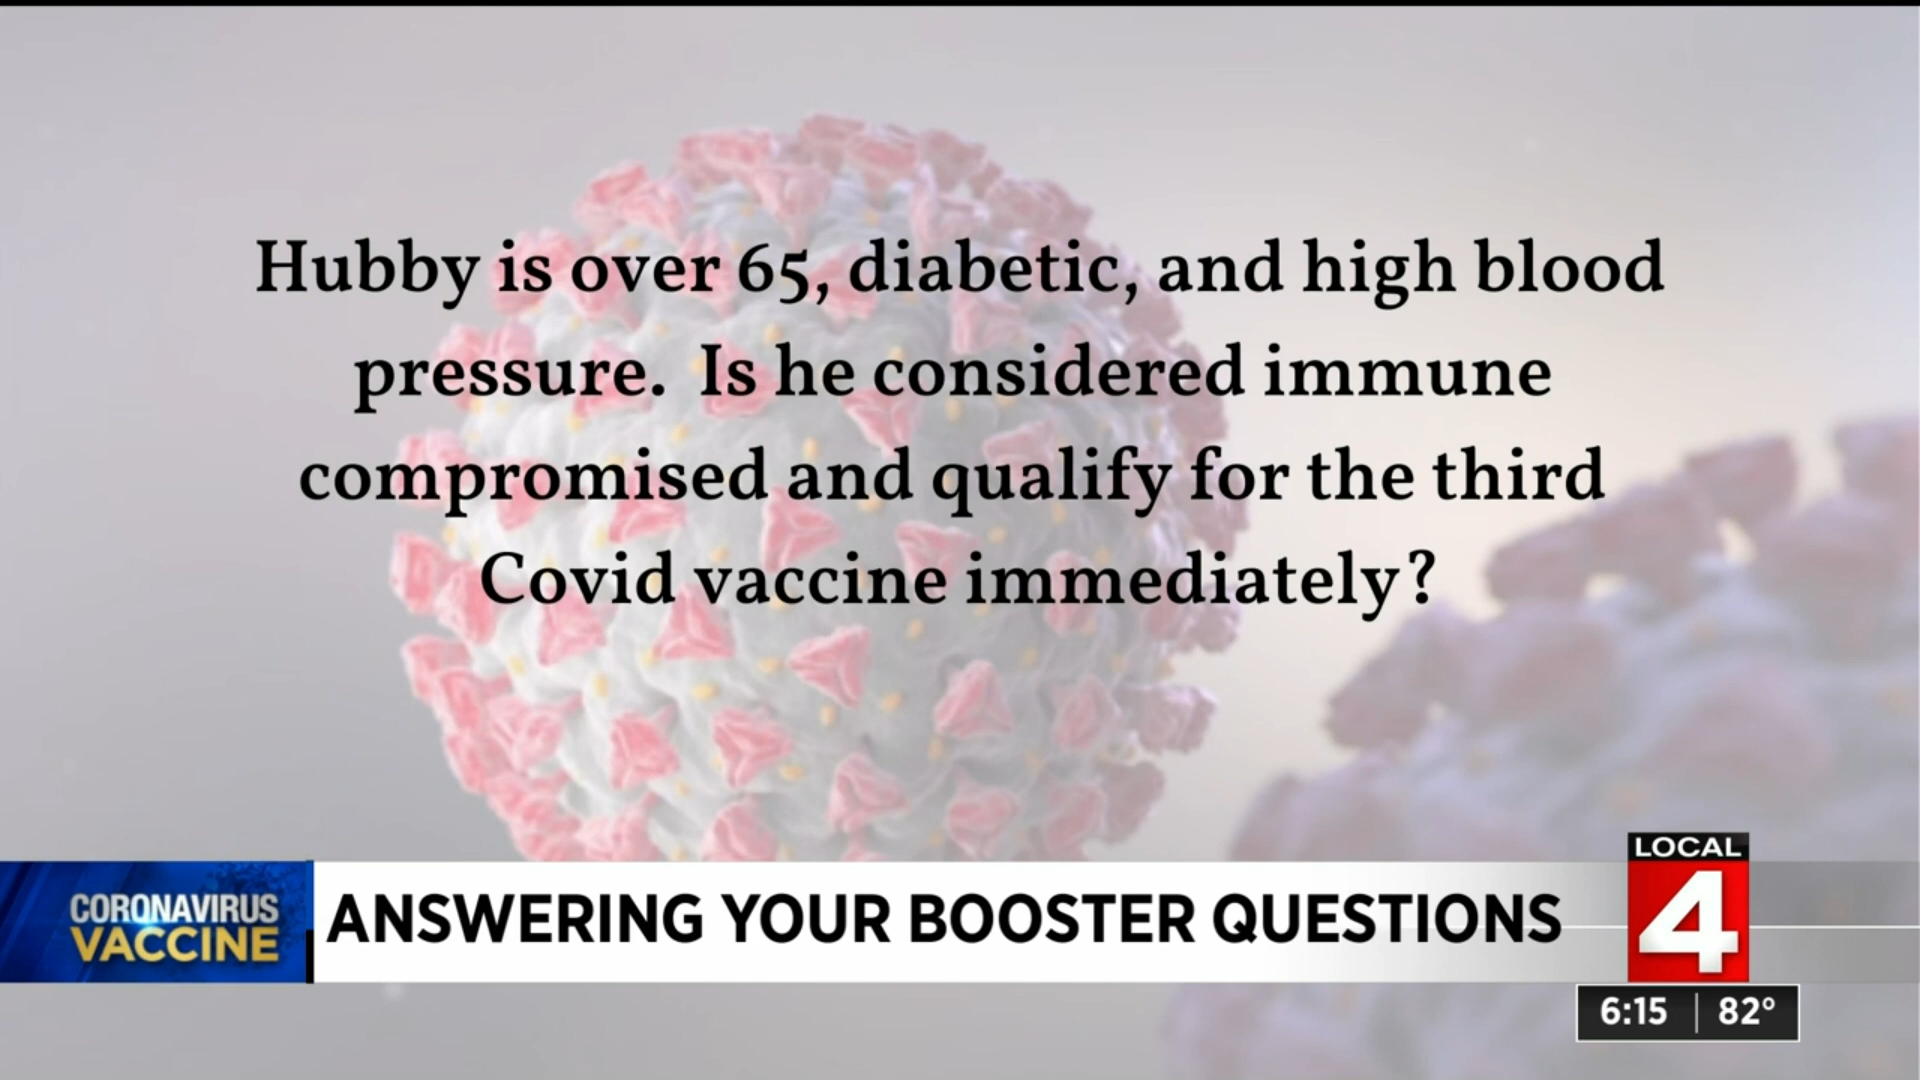 Hubby is over 65, diabetic, and high blood
pressure.  Is he considered immune
compromised and qualify for the third
Covid vaccine immediately?
CORONAVIRUS
VACCINE
ANSWERING YOUR BOOSTER QUESTIONS
LOCAL
4
6:15 82°